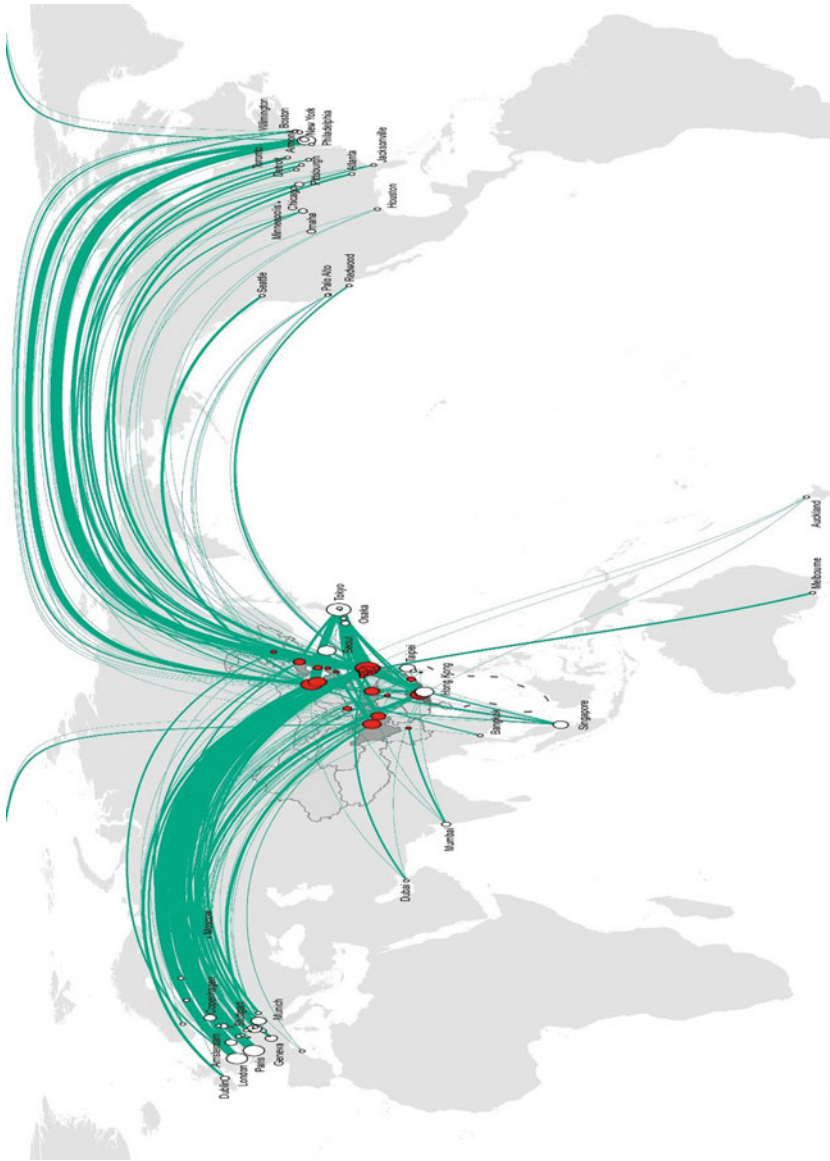 Dublin
Amsterdam
Copenhagen
Moscow
London
Stuttgart
Paris
Munich
Geneva
Dubai
Mumbai
Bangkok
Singapore
Hong Kong
Taipei
Seoul
Osaka
Tokyo
Melbourne
Auckland
Seattle
Palo Alto
Redwood
Minneapolis
Omaha
Chicago
Houston
Detroit
Toronto
Pittsburgh
Atlanta
Jacksonville
Armonk
Wilmington
Boston
New York
Philadelphia